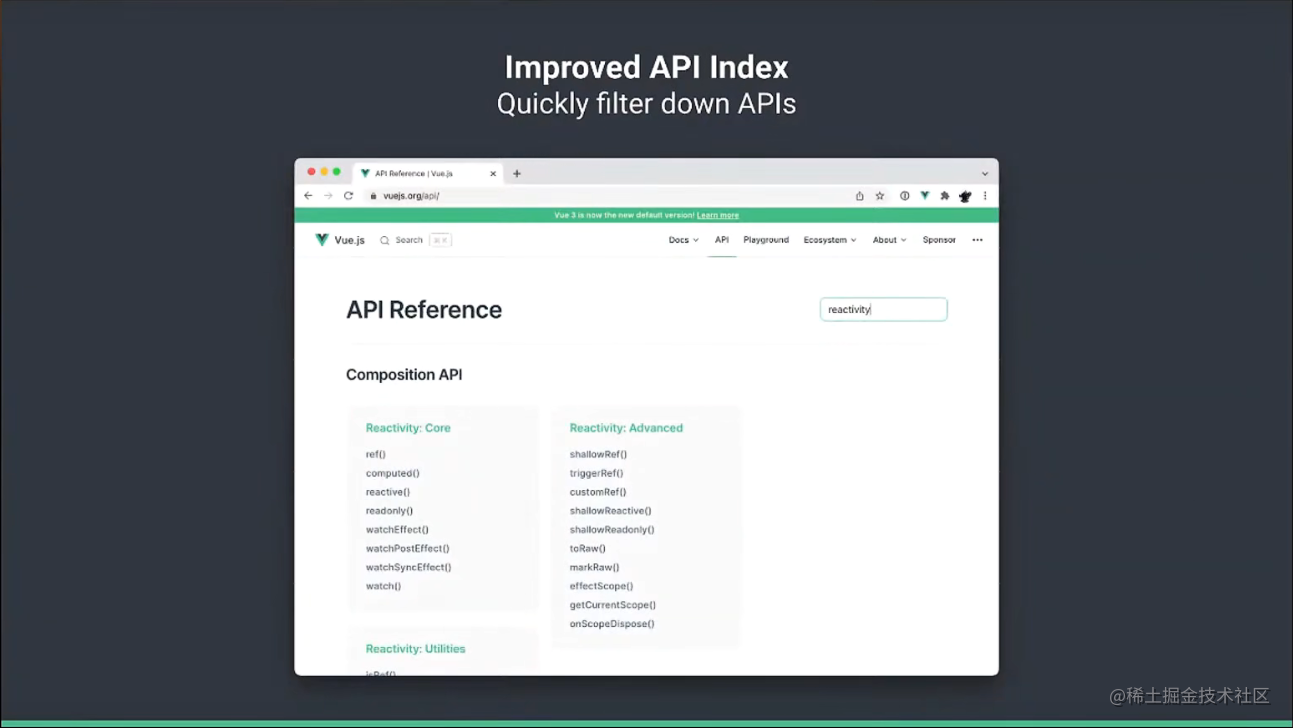 Improved API Index
Quickly filter down APIs
API Reference | Vue.js
vuejs.org/api/
Vue 3 is now the new default version! Learn more
Vue.js Search ⌘ K Docs API Playground Ecosystem About Sponsor
API Reference
reactivity
Composition API
Reactivity: Core
ref()
computed()
reactive()
readonly()
watchEffect()
watchPostEffect()
watchSyncEffect()
watch()
Reactivity: Advanced
shallowRef()
triggerRef()
customRef()
shallowReactive()
shallowReadonly()
toRaw()
markRaw()
effectScope()
getCurrentScope()
onScopeDispose()
Reactivity: Utilities
isRef()
@稀土掘金技术社区